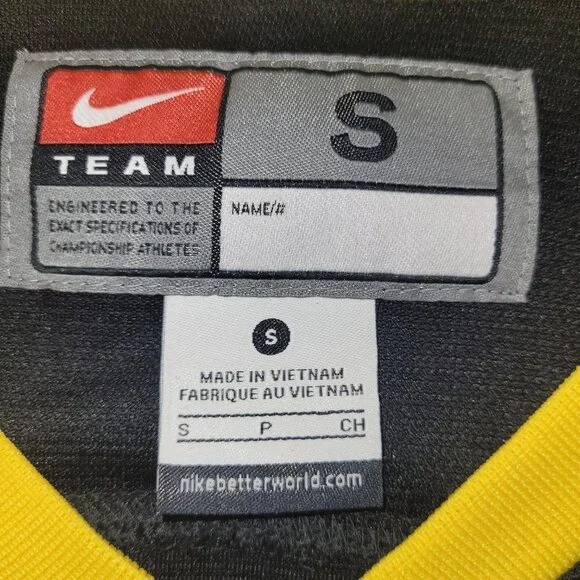 S
TEAM
NAME/#
ENGINEERED TO THE
EXACT SPECIFICATIONS OF
CHAMPIONSHIP ATHLETES
S
MADE IN VIETNAM
FABRIQUE AU VIETNAM
S P CH
nikebetterworld.com